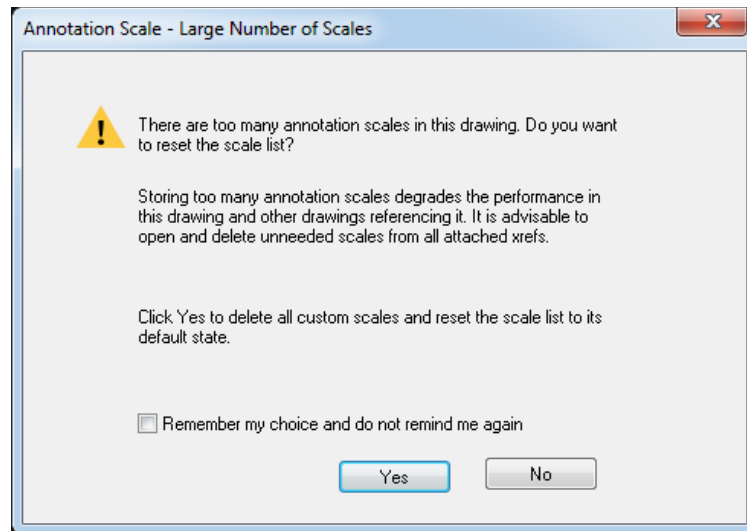 Annotation Scale - Large Number of Scales
There are too many annotation scales in this drawing. Do you want
to reset the scale list?
Storing too many annotation scales degrades the performance in
this drawing and other drawings referencing it. It is advisable to
open and delete unneeded scales from all attached xrefs.
Click Yes to delete all custom scales and reset the scale list to its
default state.
Remember my choice and do not remind me again
Yes
No